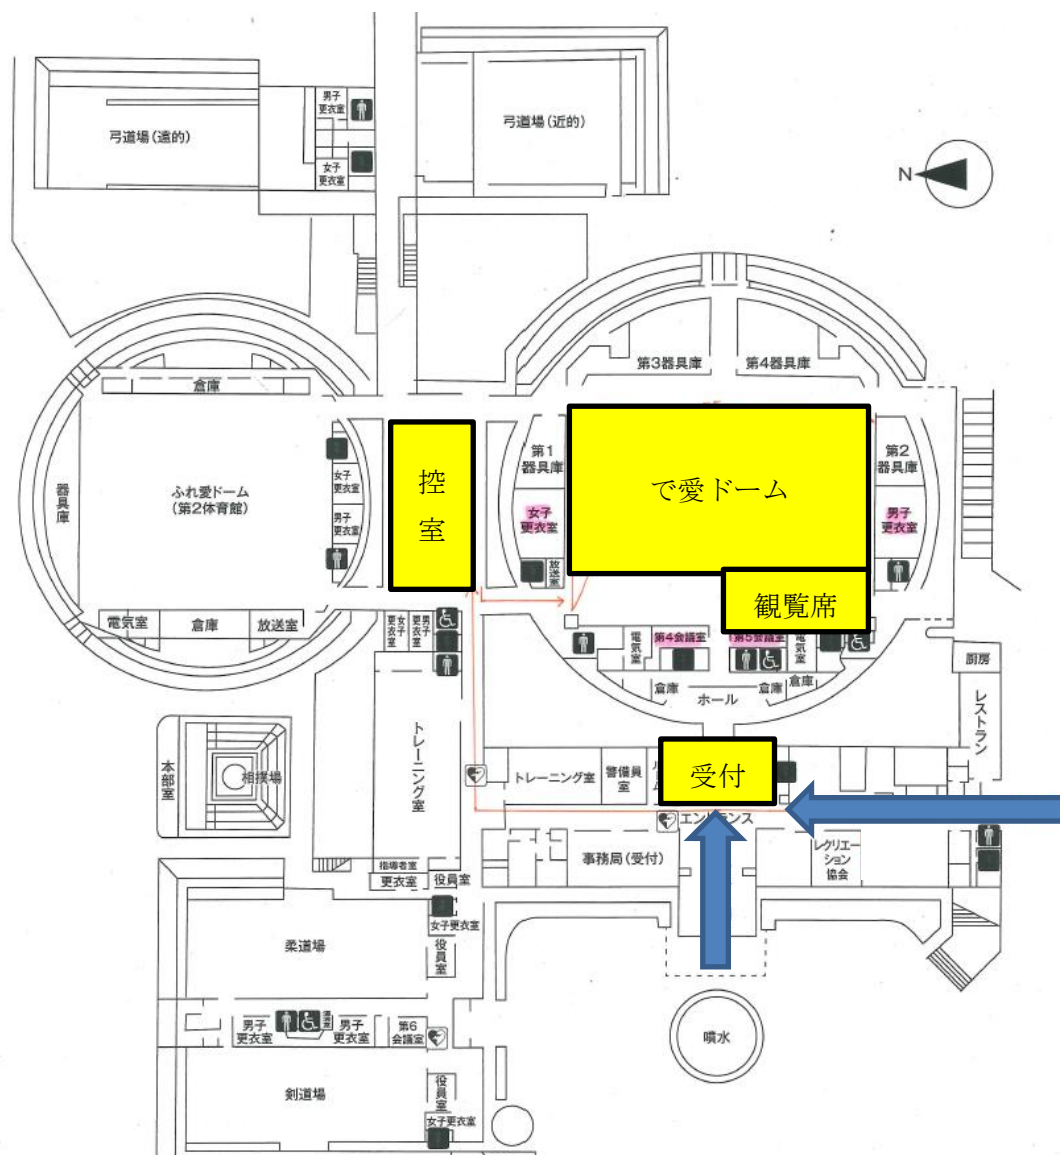 男子
更衣室
弓道場(遠的)
女子
更衣室
弓道場(近的)
N
第3器具庫
第4器具庫
倉庫
器具庫
ふれ愛ドーム
(第2体育館)
女子
更衣室
男子
更衣室
電気室
倉庫
放送室
控
室
第1
器具庫
女子
更衣室
放送室
で愛ドーム
第2
器具庫
男子
更衣室
観覧席
女子
更衣室
男子
更衣室
電気室
第4会議室
第5会議室
電気室
倉庫
ホール
倉庫
倉庫
厨房
レストラン
本部室
相撲場
トレーニング室
トレーニング室
警備員
室
受付
エントランス
事務局(受付)
レクリエー
ション
協会
指導者室
更衣室
役員室
女子更衣室
役員室
柔道場
男子
更衣室
男子
更衣室
第6
会議室
噴水
剣道場
役員室
女子更衣室